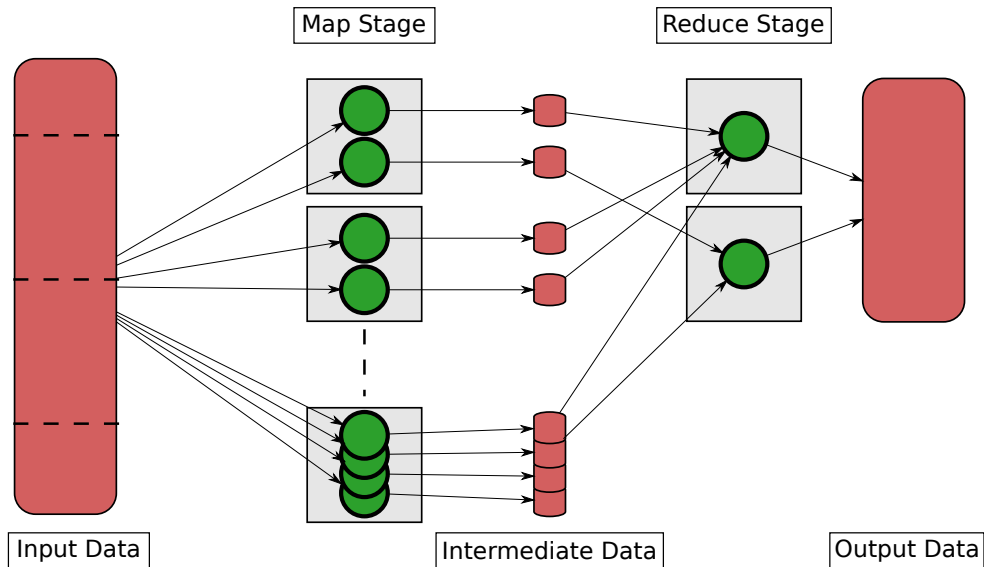 Map Stage
Reduce Stage
Input Data
Intermediate Data
Output Data